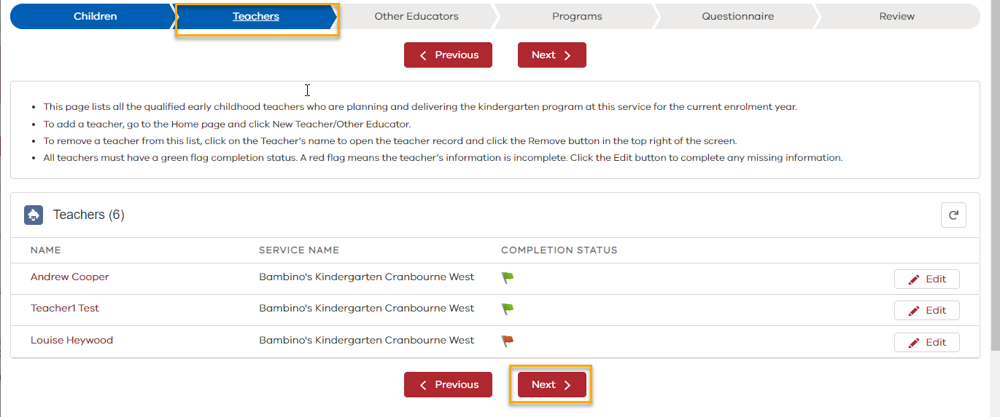 Children Teachers Other Educators Programs Questionnaire Review
Previous Next
This page lists all the qualified early childhood teachers who are planning and delivering the kindergarten program at this service for the current enrolment year.
To add a teacher, go to the Home page and click New Teacher/Other Educator.
To remove a teacher from this list, click on the Teacher's name to open the teacher record and click the Remove button in the top right of the screen.
All teachers must have a green flag completion status. A red flag means the teacher's information is incomplete. Click the Edit button to complete any missing information.
Teachers (6)
NAME SERVICE NAME COMPLETION STATUS
Andrew Cooper Bambino's Kindergarten Cranbourne West Edit
Teacher1 Test Bambino's Kindergarten Cranbourne West Edit
Louise Heywood Bambino's Kindergarten Cranbourne West Edit
Previous Next